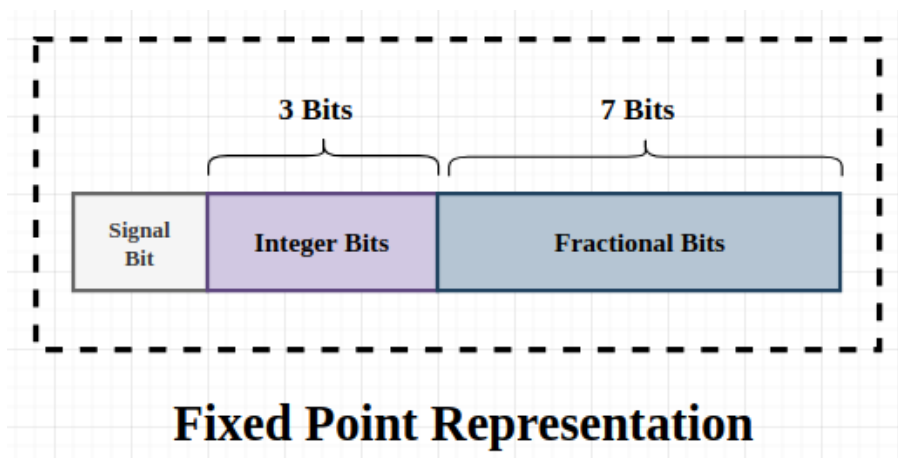 3 Bits
7 Bits
Signal
Bit
Integer Bits
Fractional Bits
Fixed Point Representation